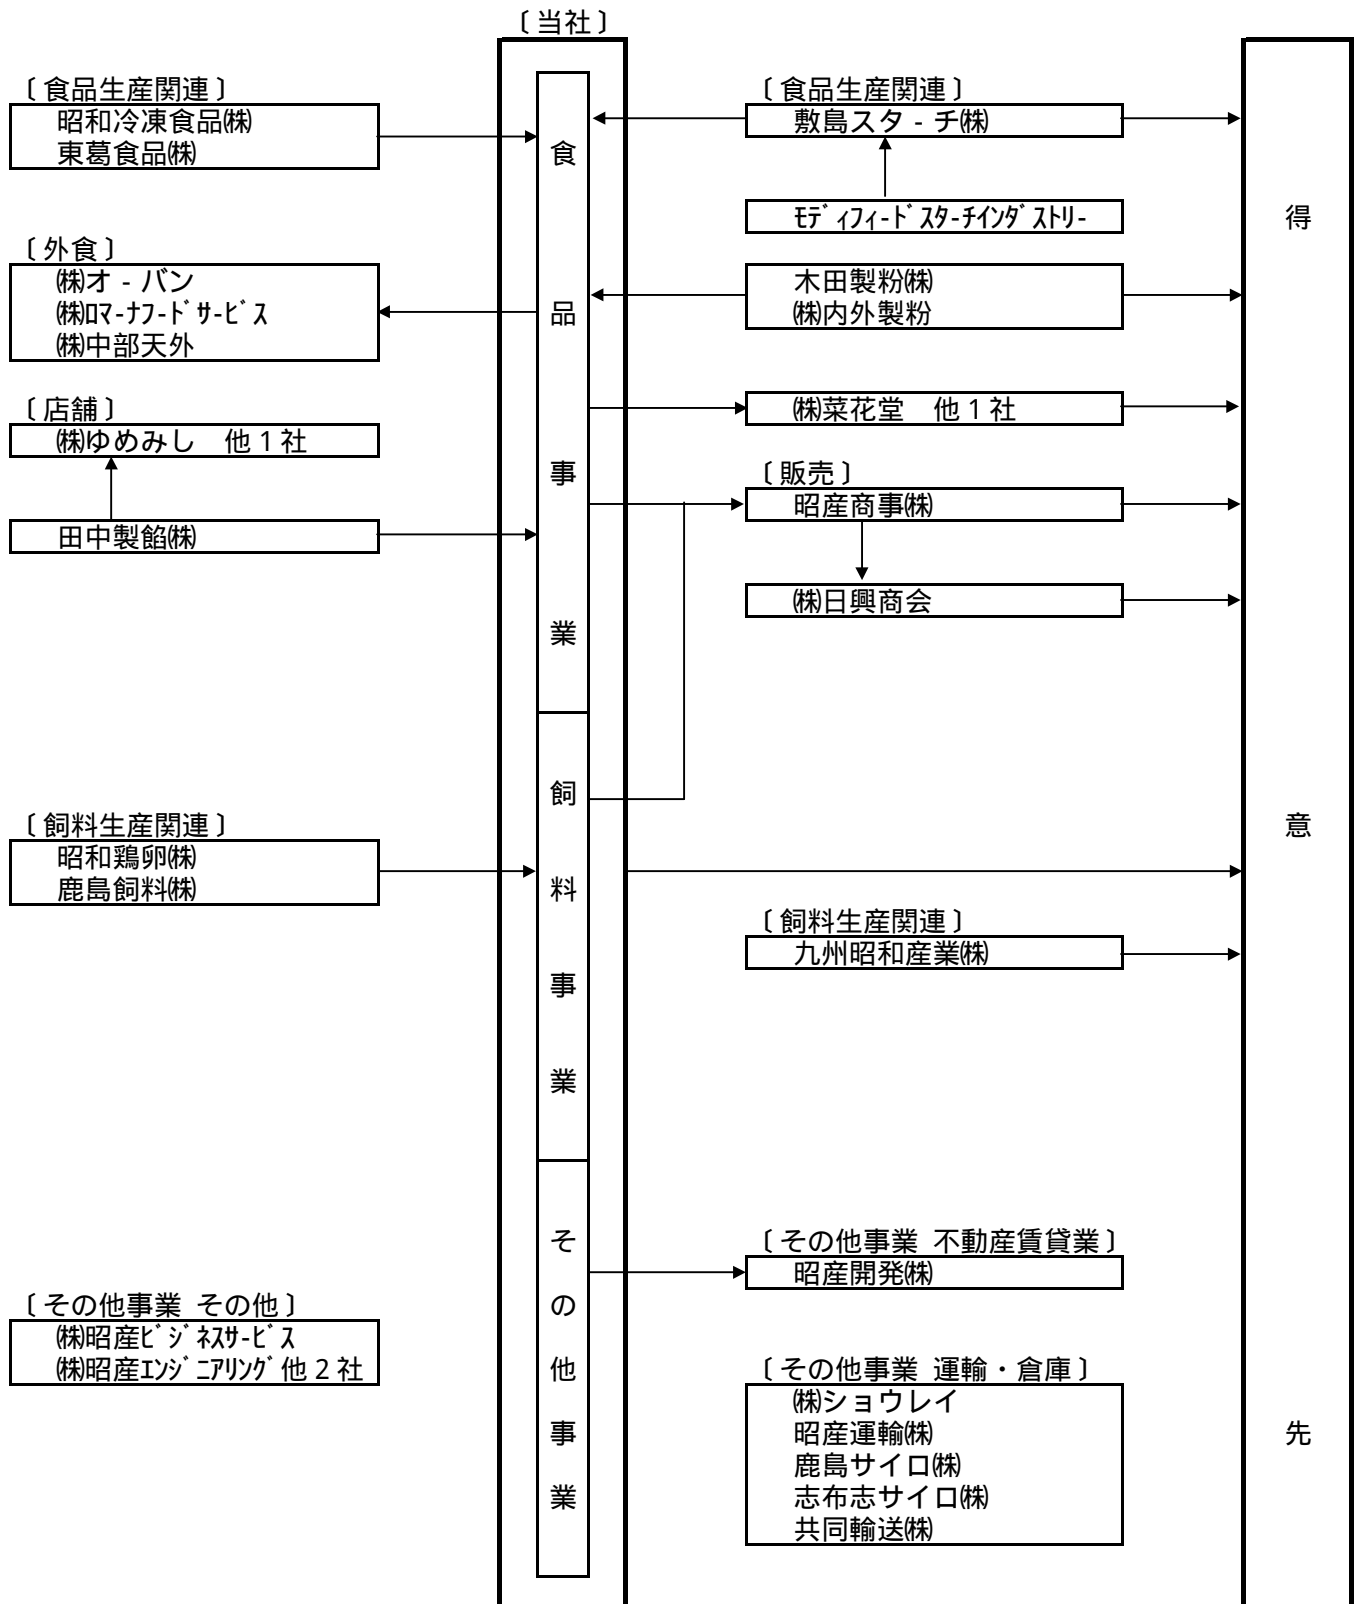 〔当社〕
〔食品生産関連〕
昭和冷凍食品㈱
東葛食品㈱
〔外食〕
㈱オ-バン
㈱ﾛﾏ-ﾅﾌ-ﾄﾞｻ-ﾋﾞｽ
㈱中部天外
〔店舗〕
㈱ゆめみし 他1社
田中製餡㈱
〔飼料生産関連〕
昭和鶏卵㈱
鹿島飼料㈱
〔その他事業 その他〕
㈱昭産ﾋﾞｼﾞﾈｽｻ-ﾋﾞｽ
㈱昭産ｴﾝｼﾞﾆｱﾘﾝｸﾞ他2社
食品事業
飼料事業
その他事業
〔食品生産関連〕
敷島スタ-チ㈱
ﾓﾃﾞｨﾌｨ-ﾄﾞｽﾀ-ﾁｲﾝﾀﾞｽﾄﾘ-
木田製粉㈱
㈱内外製粉
㈱菜花堂 他1社
〔販売〕
昭産商事㈱
㈱日興商会
〔飼料生産関連〕
九州昭和産業㈱
〔その他事業 不動産賃貸業〕
昭産開発㈱
〔その他事業 運輸・倉庫〕
㈱ショウレイ
昭産運輸㈱
鹿島サイロ㈱
志布志サイロ㈱
共同輸送㈱
得意先